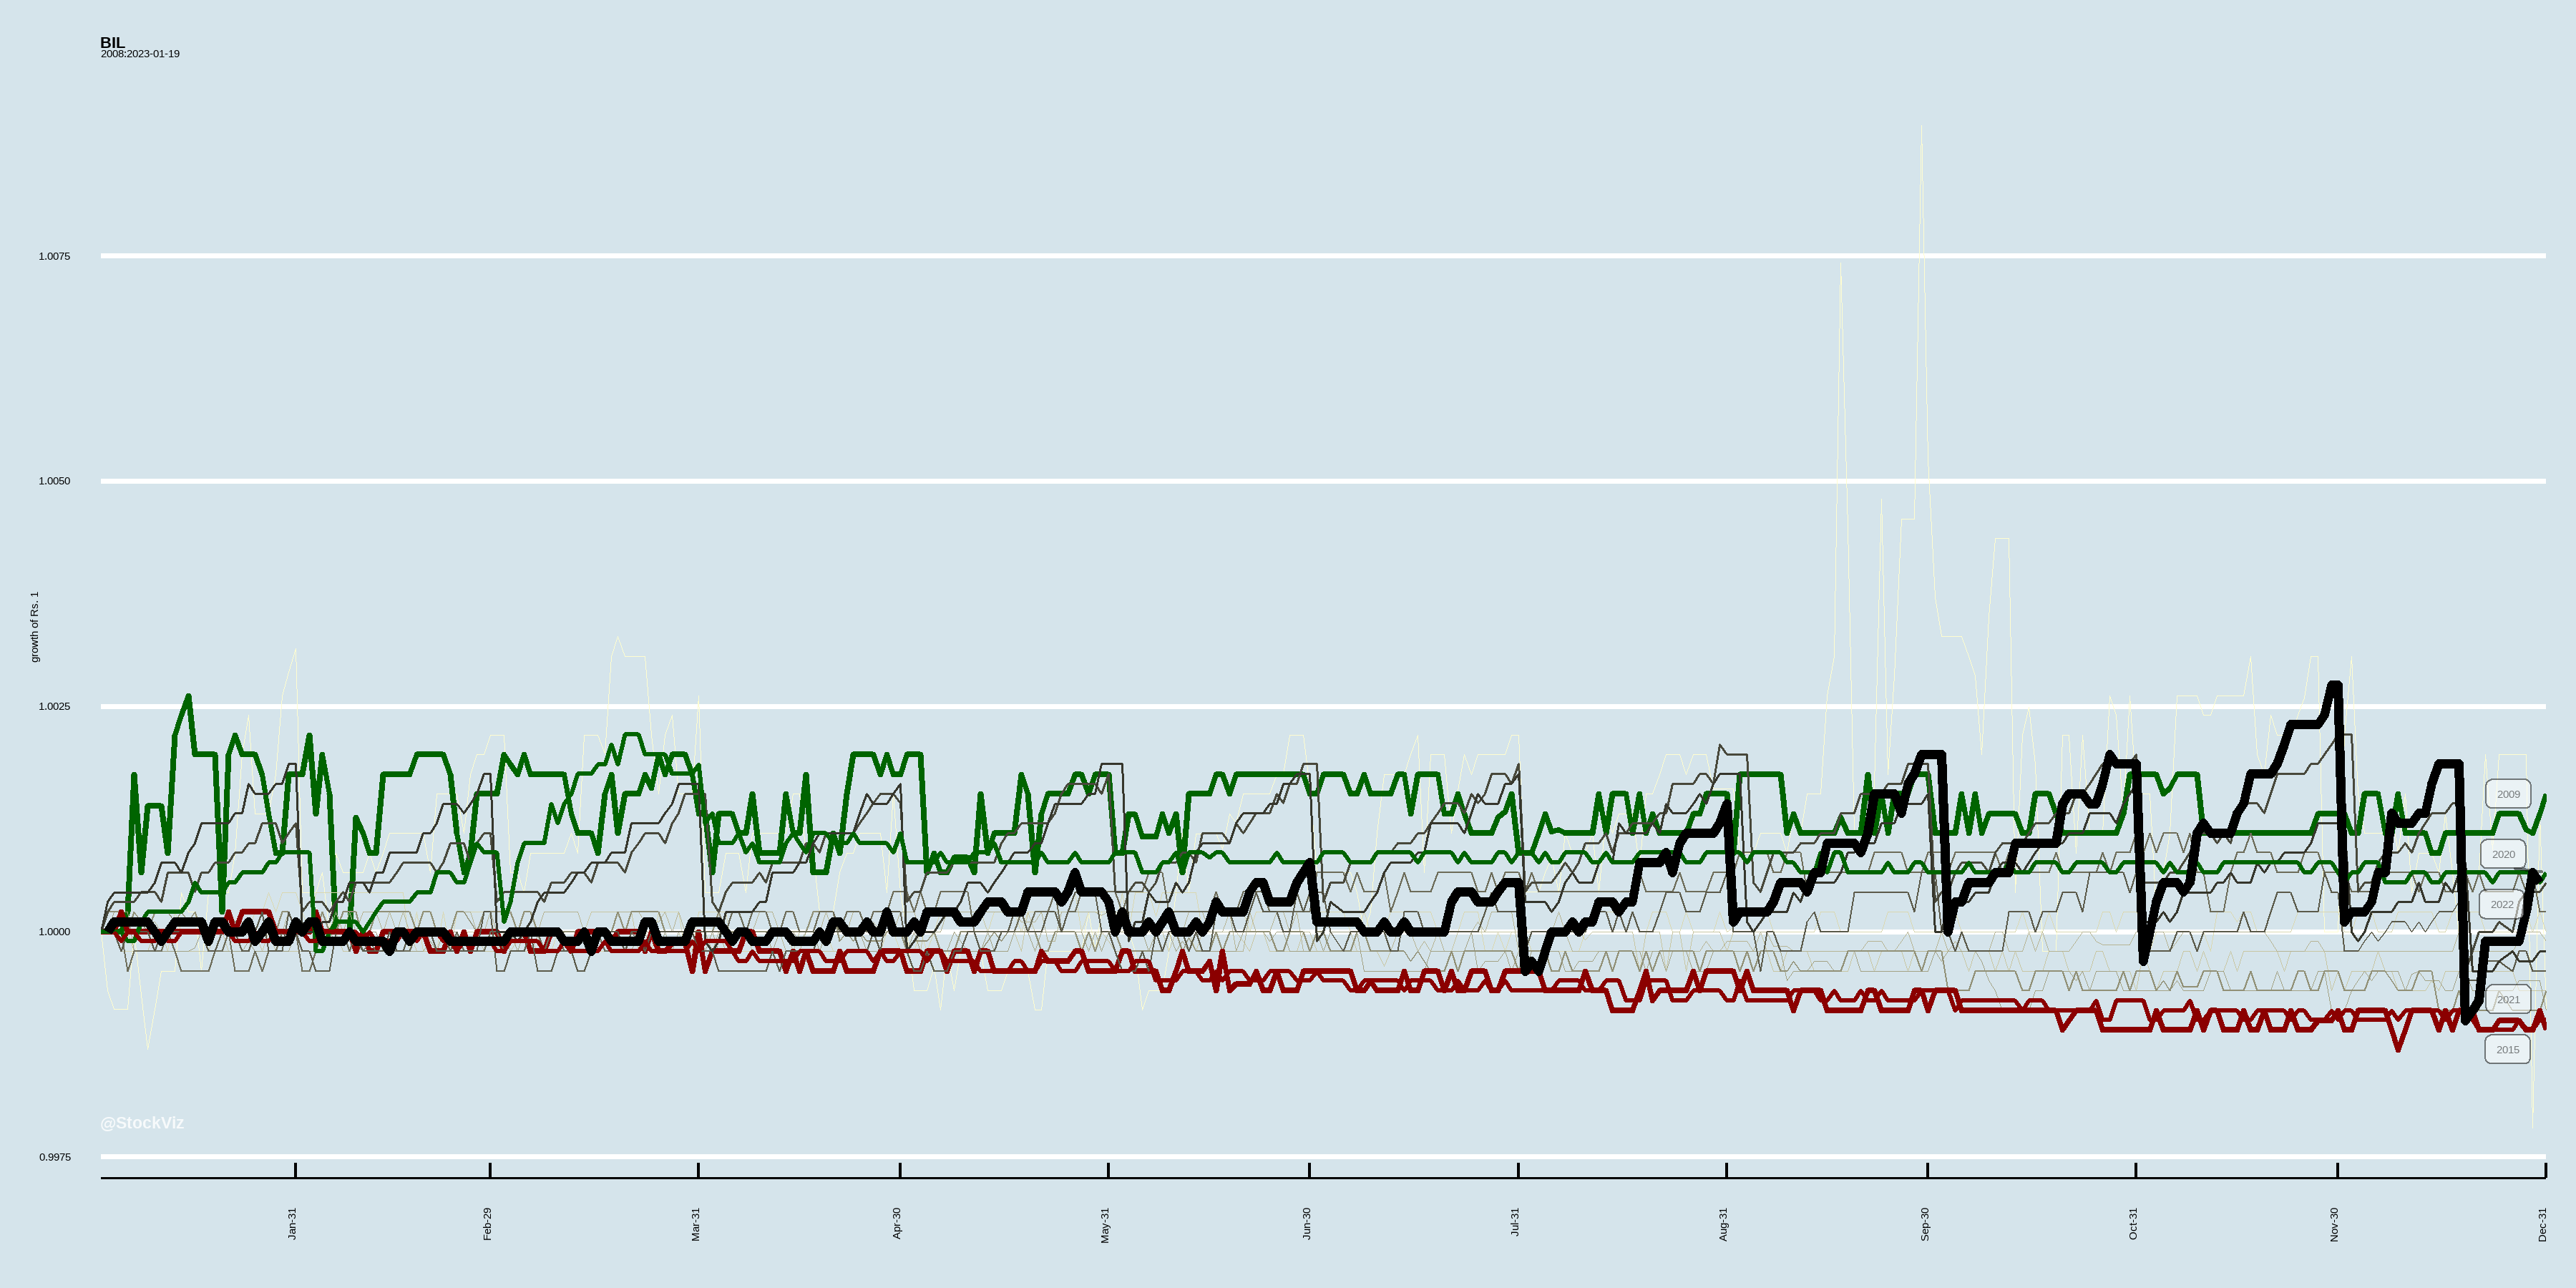 BIL
2008:2023-01-19
growth of Rs. 1
1.0075
1.0050
1.0025
1.0000
0.9975
2009
2020
2022
2021
2015
@StockViz
Jan-31
Feb-29
Mar-31
Apr-30
May-31
Jun-30
Jul-31
Aug-31
Sep-30
Oct-31
Nov-30
Dec-31